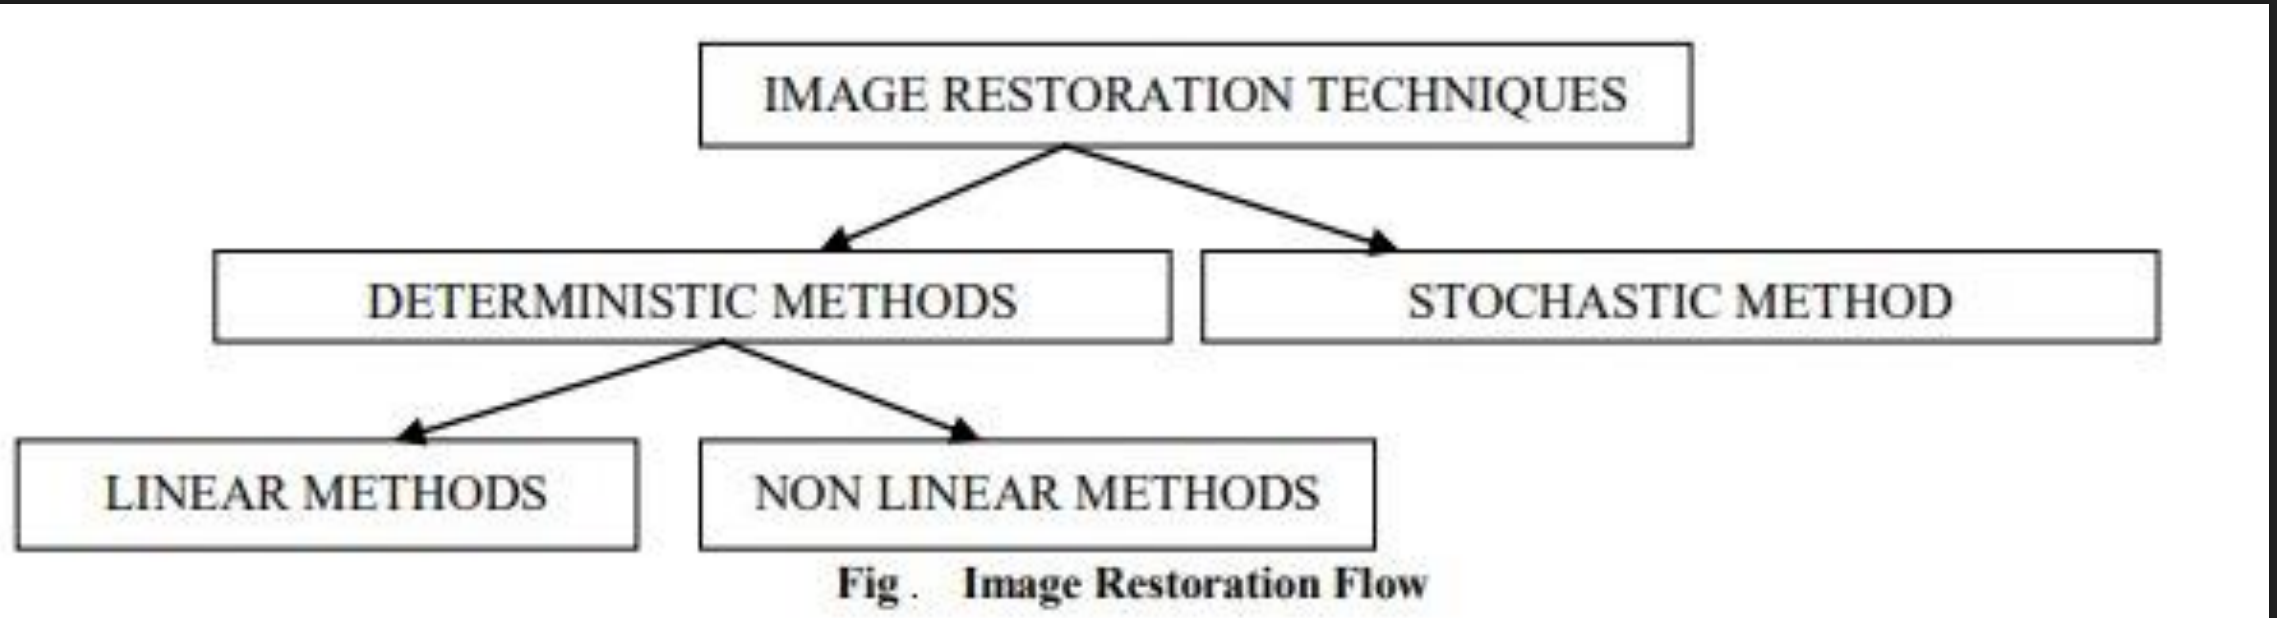 IMAGE RESTORATION TECHNIQUES
DETERMINISTIC METHODS
STOCHASTIC METHOD
LINEAR METHODS
NON LINEAR METHODS
Fig . Image Restoration Flow